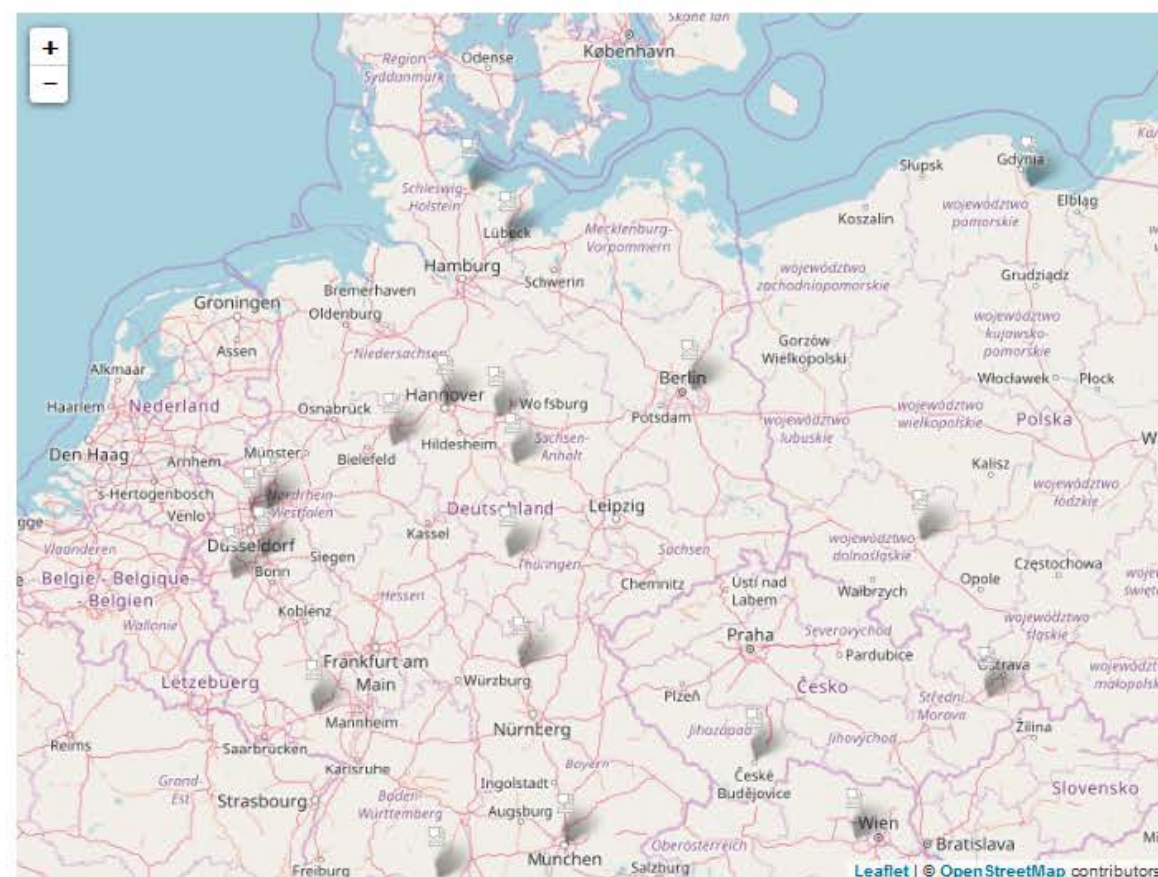 +
−
Skåne län
København
Odense
Region
Syddanmark
Gdynia
Słupsk
Elbląg
Schleswig-
Holstein
województwo
pomorskie
Koszalin
Lübeck
Mecklenburg-
Vorpommern
Hamburg
Schwerin
województwo
zachodniopomorskie
Grudziądz
Bremerhaven
Groningen
Oldenburg
województwo
kujawsko-
pomorskie
Assen
Niedersachsen
Gorzów
Wielkopolski
Alkmaar
Berlin
Włocławek
Płock
Haarlem
Nederland
Osnabrück
Hannover
Wolfsburg
Potsdam
województwo
wielkopolskie
Polska
województwo
lubuskie
Den Haag
Arnhem
Münster
Bielefeld
Hildesheim
Sachsen-
Anhalt
Kalisz
's-Hertogenbosch
Nordrhein-
Westfalen
Deutschland
Leipzig
województwo
łódzkie
Venlo
Kassel
Vlaanderen
Düsseldorf
Siegen
Sachsen
województwo
dolnośląskie
België - Belgique
- Belgien
Bonn
Thüringen
Chemnitz
Ústí nad
Labem
Wałbrzych
Opole
Częstochowa
Koblenz
Hessen
Wallonie
województwo
śląskie
Praha
Severovýchod
Pardubice
Ostrava
Frankfurt am
Main
Lëtzebuerg
Würzburg
Plzeň
Česko
Střední
Morava
Mannheim
Nürnberg
Jihozápad
Jihovýchod
Žilina
Reims
Saarbrücken
Karlsruhe
Bayern
České
Budějovice
Grand-
Est
Ingolstadt
Slovensko
Strasbourg
Baden-
Württemberg
Augsburg
Wien
Bratislava
Oberösterreich
Freiburg
München
Salzburg
Leaflet | © OpenStreetMap contributors